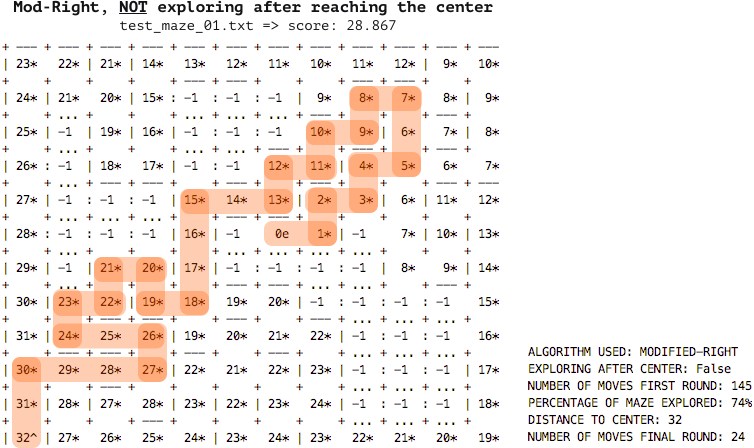 Mod-Right, NOT exploring after reaching the center
test_maze_01.txt => score: 28.867
| 23* | 22* | 21* | 14* 13* 12* 11* 10* 11* 12* | 9* 10*
| 24* | 21* 20* | 15* : -1 : -1 : -1 9* | 8* 7* | 8* | 9*
| 25* | -1 | 19* | 16* | -1 : -1 | 10* | 9* | 6* | 7* | 8*
| 26* : -1 | 18* 17* | -1 : -1 | 12* | 11* | 4* | 5* | 6* 7*
| 27* | -1 : -1 : -1 | 15* 14* 13* | 2* | 3* | 6* | 11* | 12*
| 28* : -1 : -1 : -1 | 16* | -1 0e | 1* | -1 7* | 10* | 13*
| 29* | -1 | 21* | 20* | 17* | -1 : -1 : -1 : -1 | 8* 9* | 14*
| 30* | 23* | 22* | 19* | 18* | 19* | 20* | -1 : -1 : -1 : -1 15*
| 31* | 24* 25* 26* | 19* 20* 21* 22* | -1 : -1 : -1 16*
| 30* 29* 28* 27* | 22* | 21* | 22* 23* | -1 : -1 : -1 | 17*
| 31* | 28* | 27* | 28* | 23* | 22* | 23* 24* | -1 : -1 : -1 | 18*
| 32^ | 27* 26* 25* 24* | 23* 24* 23* 22* 21* 20* 19*
ALGORITHM USED: MODIFIED-RIGHT
EXPLORING AFTER CENTER: False
NUMBER OF MOVES FIRST ROUND: 145
PERCENTAGE OF MAZE EXPLORED: 74%
DISTANCE TO CENTER: 32
NUMBER OF MOVES FINAL ROUND: 24